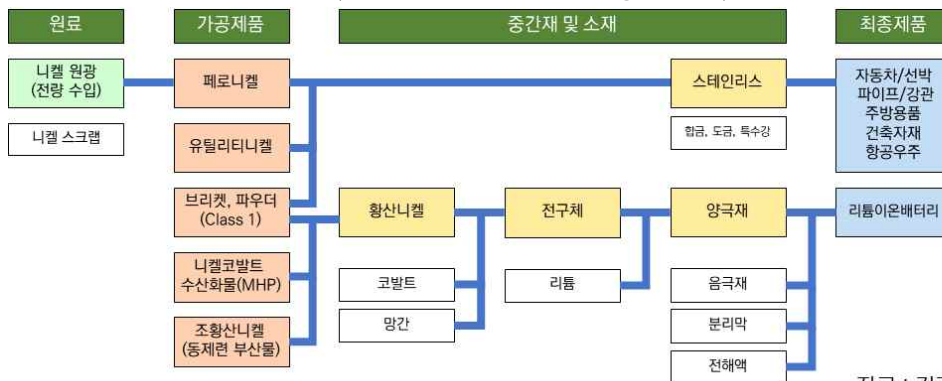 원료
가공제품
중간재 및 소재
최종제품
니켈 원광
(전량 수입)
페로니켈
스테인리스
자동차/선박
파이프/강관
주방용품
건축자재
항공우주
니켈 스크랩
유틸리티니켈
합금, 도금, 특수강
브리켓, 파우더
(Class 1)
황산니켈
전구체
양극재
리튬이온배터리
니켈코발트
수산화물(MHP)
코발트
리튬
음극재
망간
분리막
조황산니켈
(동제련 부산물)
전해액